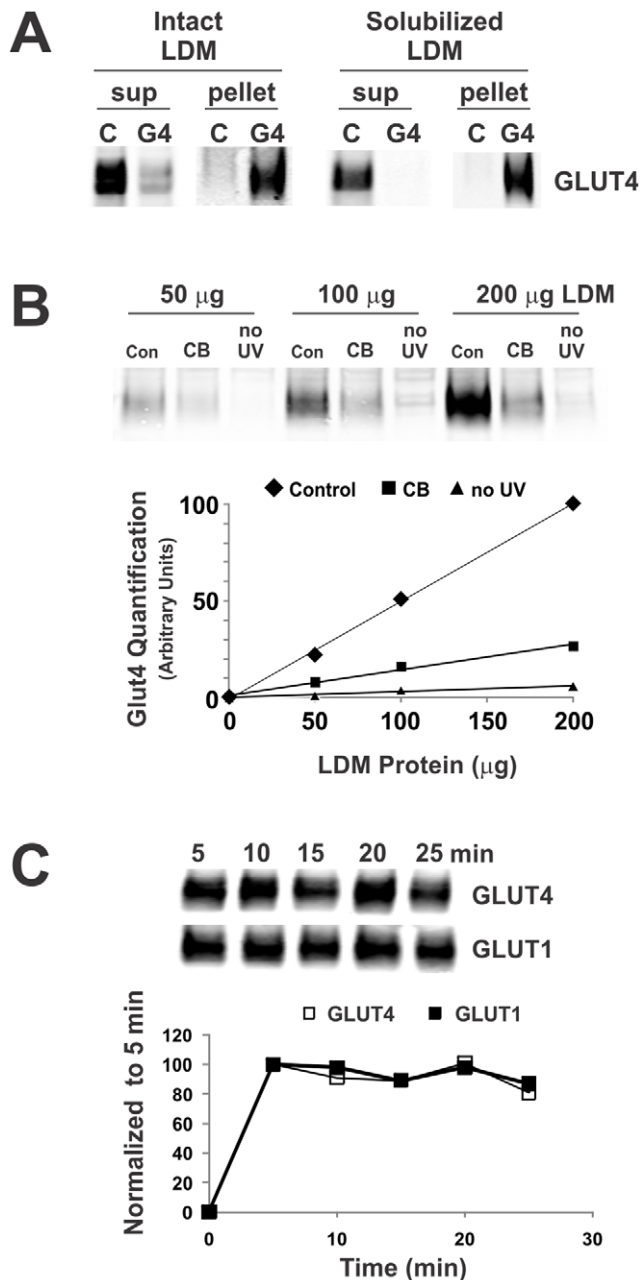 A
Intact LDM
Solubilized LDM
sup pellet sup pellet
C G4 C G4 C G4 C G4
GLUT4
B
50 μg 100 μg 200 μg LDM
Con CB no UV Con CB no UV Con CB no UV
◆ Control ■ CB ▲ no UV
Glut4 Quantification
(Arbitrary Units)
100
50
0
0 50 100 150 200
LDM Protein (μg)
C
5 10 15 20 25 min
GLUT4
GLUT1
□ GLUT4 ■ GLUT1
Normalized to 5 min
120
100
80
60
40
20
0
0 10 20 30
Time (min)